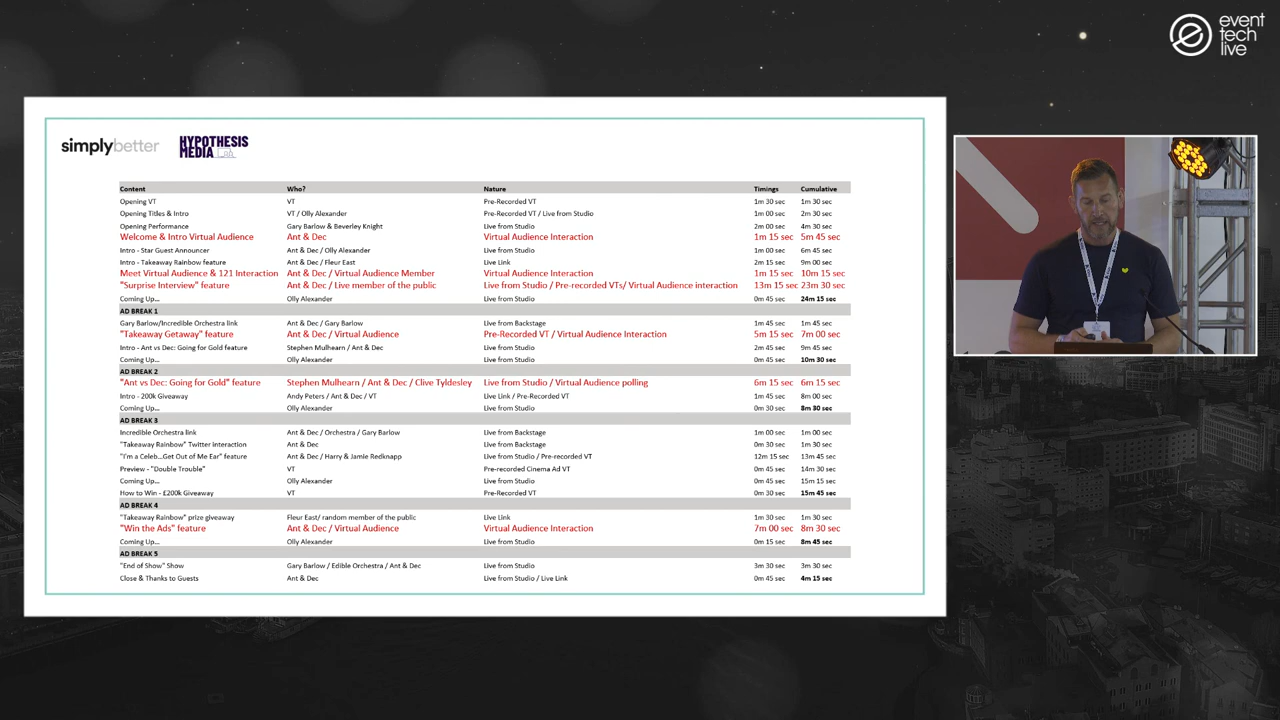 event
tech
live
simplybetter
HYPOTHESIS
MEDIA LAB
Content Who? Nature Timings Cumulative
Opening VT VT Pre-Recorded VT 1m 30 sec 1m 30 sec
Opening Titles & Intro VT / Olly Alexander Pre-Recorded VT / Live from Studio 1m 00 sec 2m 30 sec
Opening Performance Gary Barlow & Beverley Knight Live from Studio 2m 00 sec 4m 30 sec
Welcome & Intro Virtual Audience Ant & Dec Virtual Audience Interaction 1m 15 sec 5m 45 sec
Intro - Star Guest Announcer Ant & Dec / Olly Alexander Live from Studio 1m 00 sec 6m 45 sec
Intro - Takeaway Rainbow feature Ant & Dec / Fleur East Live Link 2m 15 sec 9m 00 sec
Meet Virtual Audience & 121 Interaction Ant & Dec / Virtual Audience Member Virtual Audience Interaction 1m 15 sec 10m 15 sec
"Surprise Interview" feature Ant & Dec / Live member of the public Live from Studio / Pre-recorded VTs/ Virtual Audience interaction 13m 15 sec 23m 30 sec
Coming Up... Olly Alexander Live from Studio 0m 45 sec 24m 15 sec
AD BREAK 1
Gary Barlow/Incredible Orchestra link Ant & Dec / Gary Barlow Live from Backstage 1m 45 sec 1m 45 sec
"Takeaway Getaway" feature Ant & Dec / Virtual Audience Pre-Recorded VT / Virtual Audience Interaction 5m 15 sec 7m 00 sec
Intro - Ant vs Dec: Going for Gold feature Stephen Mulhearn / Ant & Dec Live from Studio 2m 45 sec 9m 45 sec
Coming Up... Olly Alexander Live from Studio 0m 45 sec 10m 30 sec
AD BREAK 2
"Ant vs Dec: Going for Gold" feature Stephen Mulhearn / Ant & Dec / Clive Tyldesley Live from Studio / Virtual Audience polling 6m 15 sec 6m 15 sec
Intro - 200k Giveaway Andy Peters / Ant & Dec / VT Live Link / Pre-Recorded VT 1m 45 sec 8m 00 sec
Coming Up... Olly Alexander Live from Studio 0m 30 sec 8m 30 sec
AD BREAK 3
Incredible Orchestra link Ant & Dec / Orchestra / Gary Barlow Live from Backstage 1m 00 sec 1m 00 sec
"Takeaway Rainbow" Twitter interaction Ant & Dec Live from Backstage 0m 30 sec 1m 30 sec
"I'm a Celeb...Get Out of Me Ear" feature Ant & Dec / Harry & Jamie Redknapp Live from Studio / Pre-recorded VT 12m 15 sec 13m 45 sec
Preview - "Double Trouble" VT Pre-recorded Cinema Ad VT 0m 45 sec 14m 30 sec
Coming Up... Olly Alexander Live from Studio 0m 45 sec 15m 15 sec
How to Win - £200k Giveaway VT Pre-Recorded VT 0m 30 sec 15m 45 sec
AD BREAK 4
"Takeaway Rainbow" prize giveaway Fleur East/ random member of the public Live Link 1m 30 sec 1m 30 sec
"Win the Ads" feature Ant & Dec / Virtual Audience Virtual Audience Interaction 7m 00 sec 8m 30 sec
Coming Up... Olly Alexander Live from Studio 0m 15 sec 8m 45 sec
AD BREAK 5
"End of Show" Show Gary Barlow / Edible Orchestra / Ant & Dec Live from Studio 3m 30 sec 3m 30 sec
Close & Thanks to Guests Ant & Dec Live from Studio / Live Link 0m 45 sec 4m 15 sec